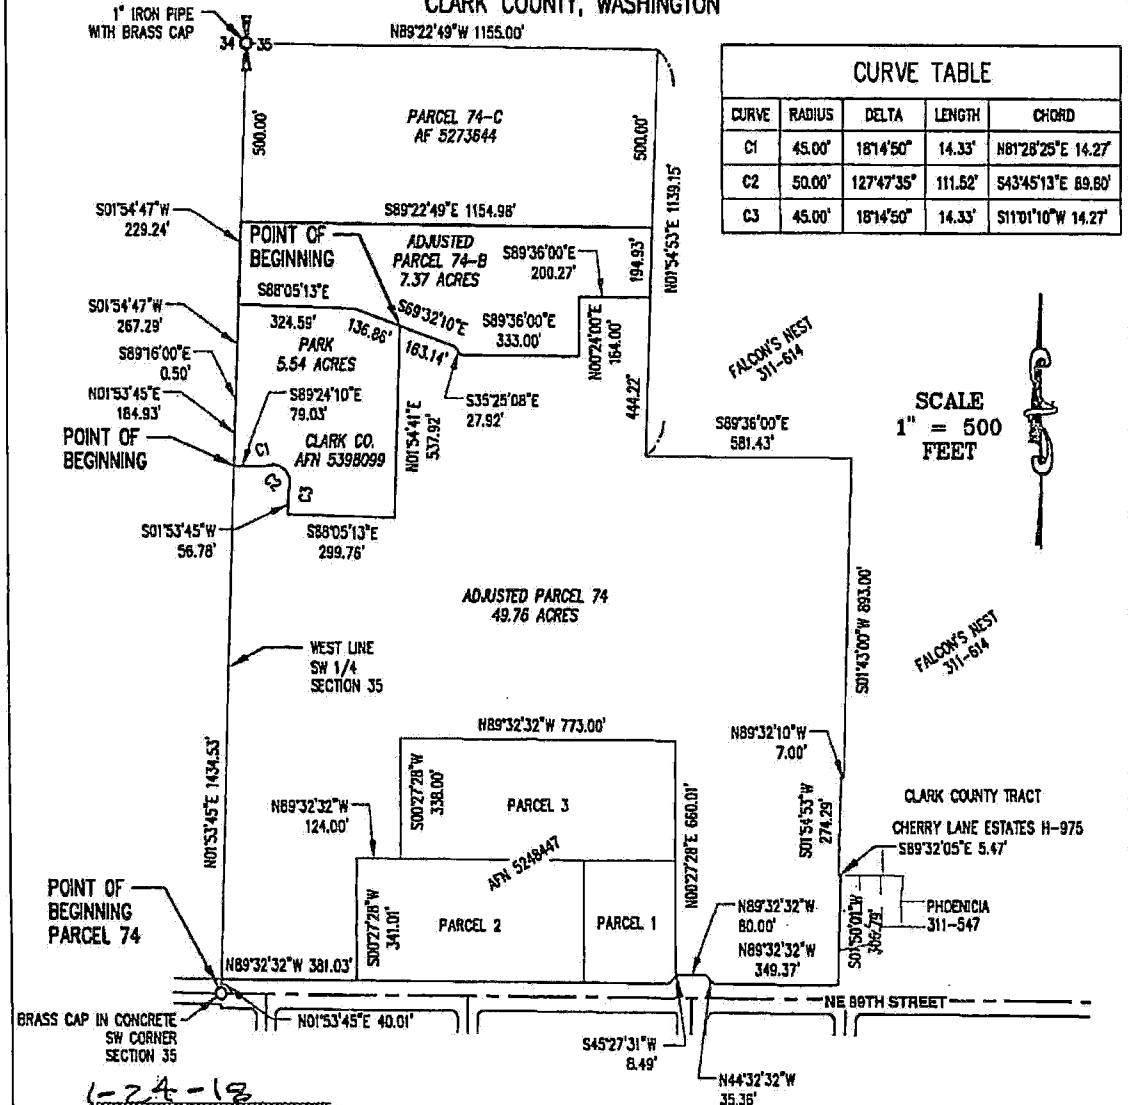 CLARK COUNTY, WASHINGTON
1" IRON PIPE
WITH BRASS CAP
34
35
N89°22'49"W 1155.00'
CURVE TABLE
CURVE RADIUS DELTA LENGTH CHORD
C1 45.00' 18°14'50" 14.33' N81°28'25"E 14.27'
C2 50.00' 127°47'35" 111.52' S43°45'13"E 89.80'
C3 45.00' 18°14'50" 14.33' S11°01'10"W 14.27'
500.00'
PARCEL 74-C
AF 5273644
500.00'
N01°54'53"E 1139.15'
S89°22'49"E 1154.98'
S01°54'47"W
229.24'
POINT OF
BEGINNING
ADJUSTED
PARCEL 74-B
7.37 ACRES
S89°36'00"E
200.27'
194.93'
S88°05'13"E
324.59'
S69°32'10"E
136.86'
163.14'
S89°36'00"E
333.00'
N00°24'00"E
164.00'
S01°54'47"W
267.29'
PARK
5.54 ACRES
S89°16'00"E
0.50'
S89°24'10"E
79.03'
N01°53'45"E
184.93'
S35°25'08"E
27.92'
444.22'
FALCON'S NEST
311-614
SCALE
1" = 500
FEET
POINT OF
BEGINNING
C1
C2
C3
CLARK CO.
AFN 5398099
N01°54'41"E
537.92'
S89°36'00"E
581.43'
S01°53'45"W
56.78'
S88°05'13"E
299.76'
ADJUSTED PARCEL 74
49.76 ACRES
S01°43'00"W 893.00'
FALCON'S NEST
311-614
WEST LINE
SW 1/4
SECTION 35
N01°53'45"E 1434.53'
N89°32'32"W 773.00'
N89°32'10"W
7.00'
S00°27'28"W
338.00'
PARCEL 3
N00°27'28"E 660.01'
S01°54'53"W
274.29'
CLARK COUNTY TRACT
CHERRY LANE ESTATES H-975
S89°32'05"E 5.47'
N89°32'32"W
124.00'
AFN 5248447
POINT OF
BEGINNING
PARCEL 74
S00°27'28"W
341.01'
PARCEL 2
PARCEL 1
N89°32'32"W
80.00'
N89°32'32"W
349.37'
S01°50'01"W
PHOENICIA
311-547
N89°32'32"W 381.03'
NE 89TH STREET
BRASS CAP IN CONCRETE
SW CORNER
SECTION 35
N01°53'45"E 40.01'
S45°27'31"W
8.49'
N44°32'32"W
35.36'
1-24-18